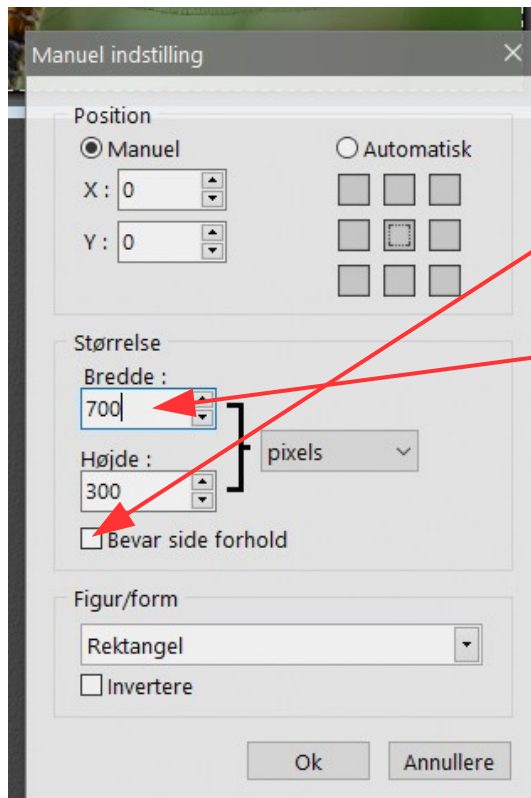 Manuel indstilling
Position
Manuel
Automatisk
X : 0
Y : 0
Størrelse
Bredde :
700
pixels
Højde :
300
Bevar side forhold
Figur/form
Rektangel
Invertere
Ok Annullere